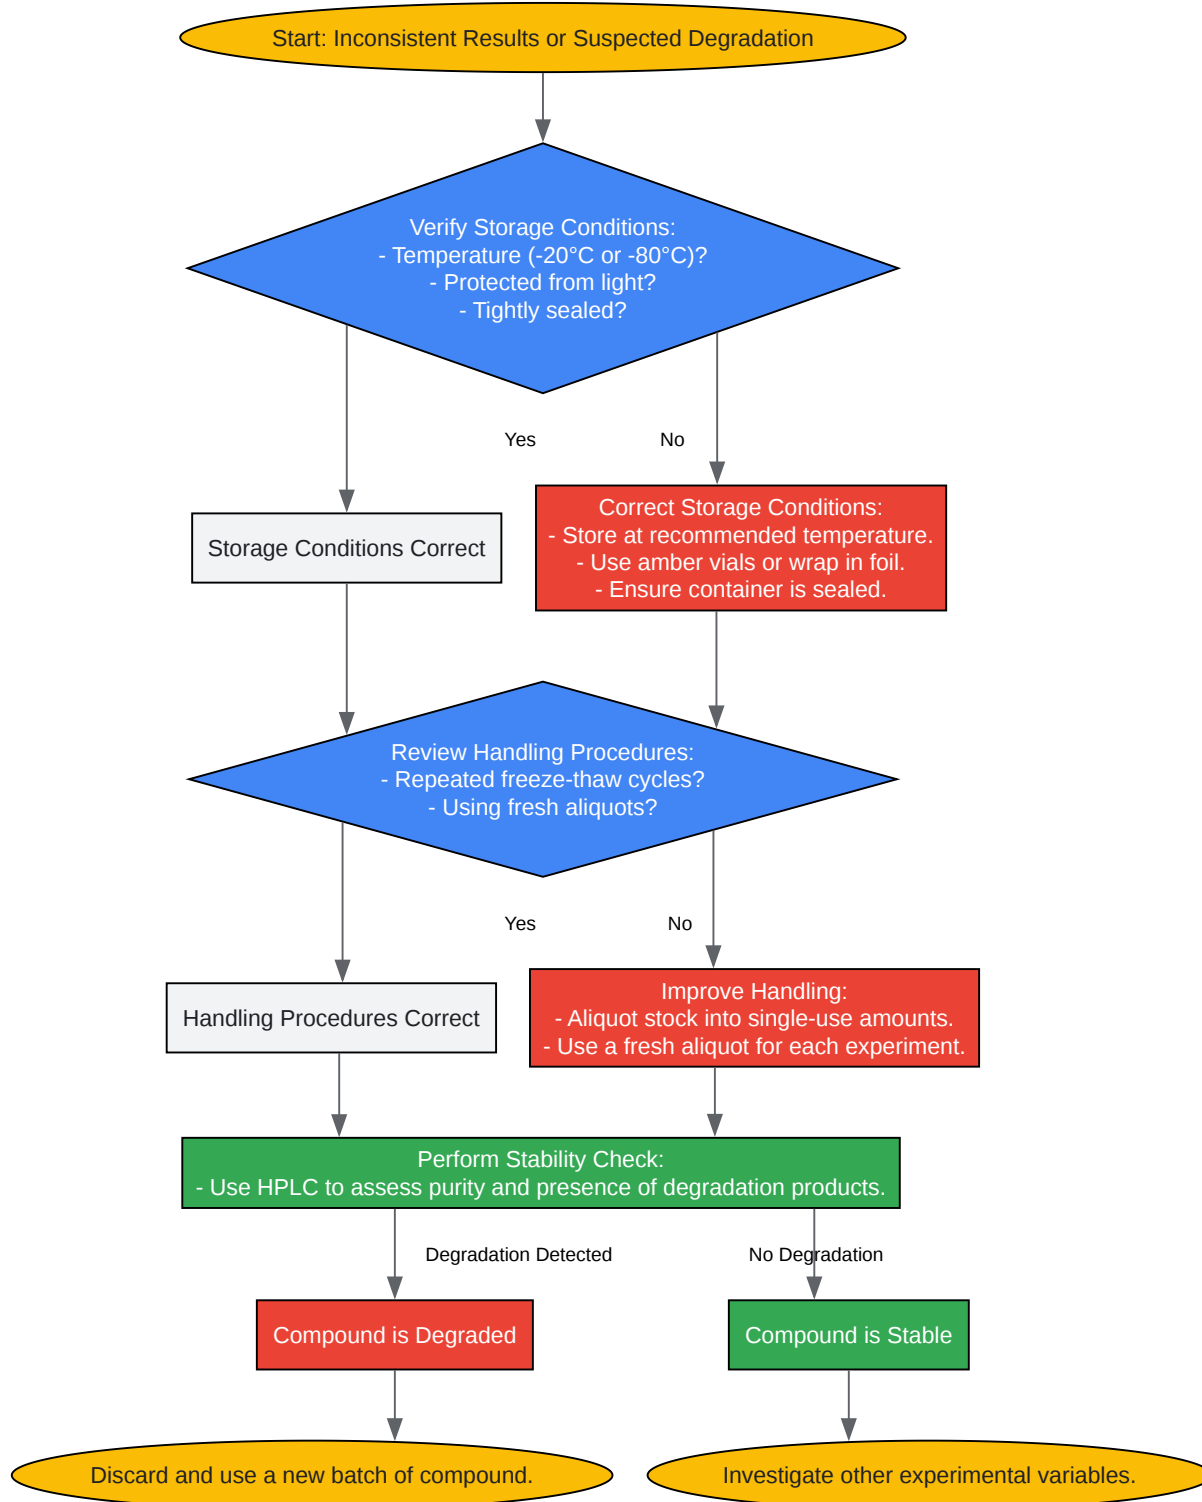 Start: Inconsistent Results or Suspected Degradation
Verify Storage Conditions:
- Temperature (-20°C or -80°C)?
- Protected from light?
- Tightly sealed?
Yes
No
Storage Conditions Correct
Correct Storage Conditions:
- Store at recommended temperature.
- Use amber vials or wrap in foil.
- Ensure container is sealed.
Review Handling Procedures:
- Repeated freeze-thaw cycles?
- Using fresh aliquots?
Yes
No
Handling Procedures Correct
Improve Handling:
- Aliquot stock into single-use amounts.
- Use a fresh aliquot for each experiment.
Perform Stability Check:
- Use HPLC to assess purity and presence of degradation products.
Degradation Detected
No Degradation
Compound is Degraded
Compound is Stable
Discard and use a new batch of compound.
Investigate other experimental variables.